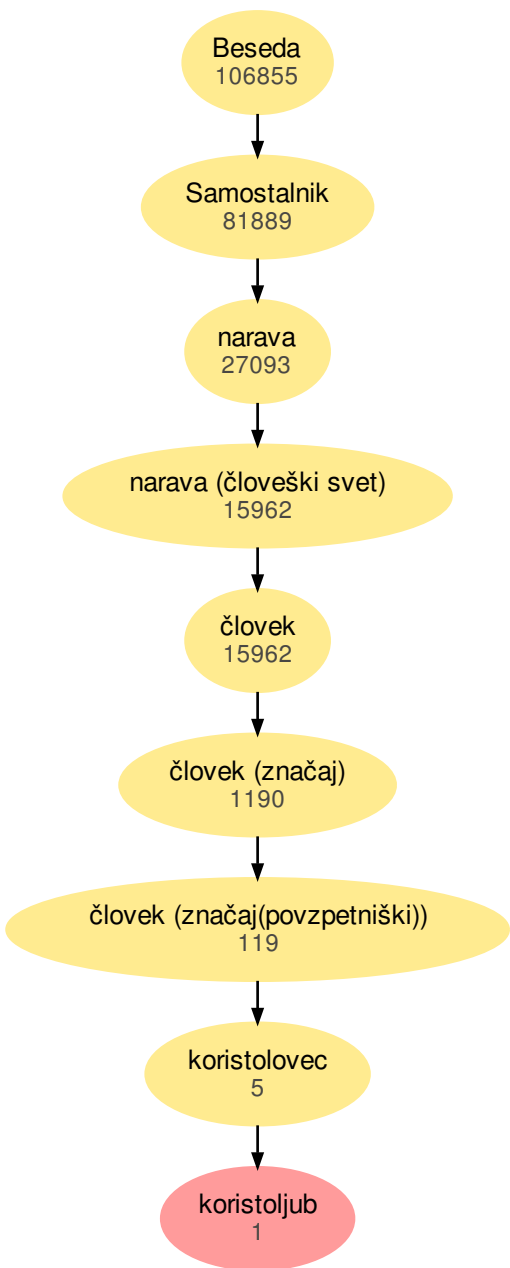 Beseda
106855
Samostalnik
81889
narava
27093
narava (človeški svet)
15962
človek
15962
človek (značaj)
1190
človek (značaj(povzpetniški))
119
koristolovec
5
koristoljub
1